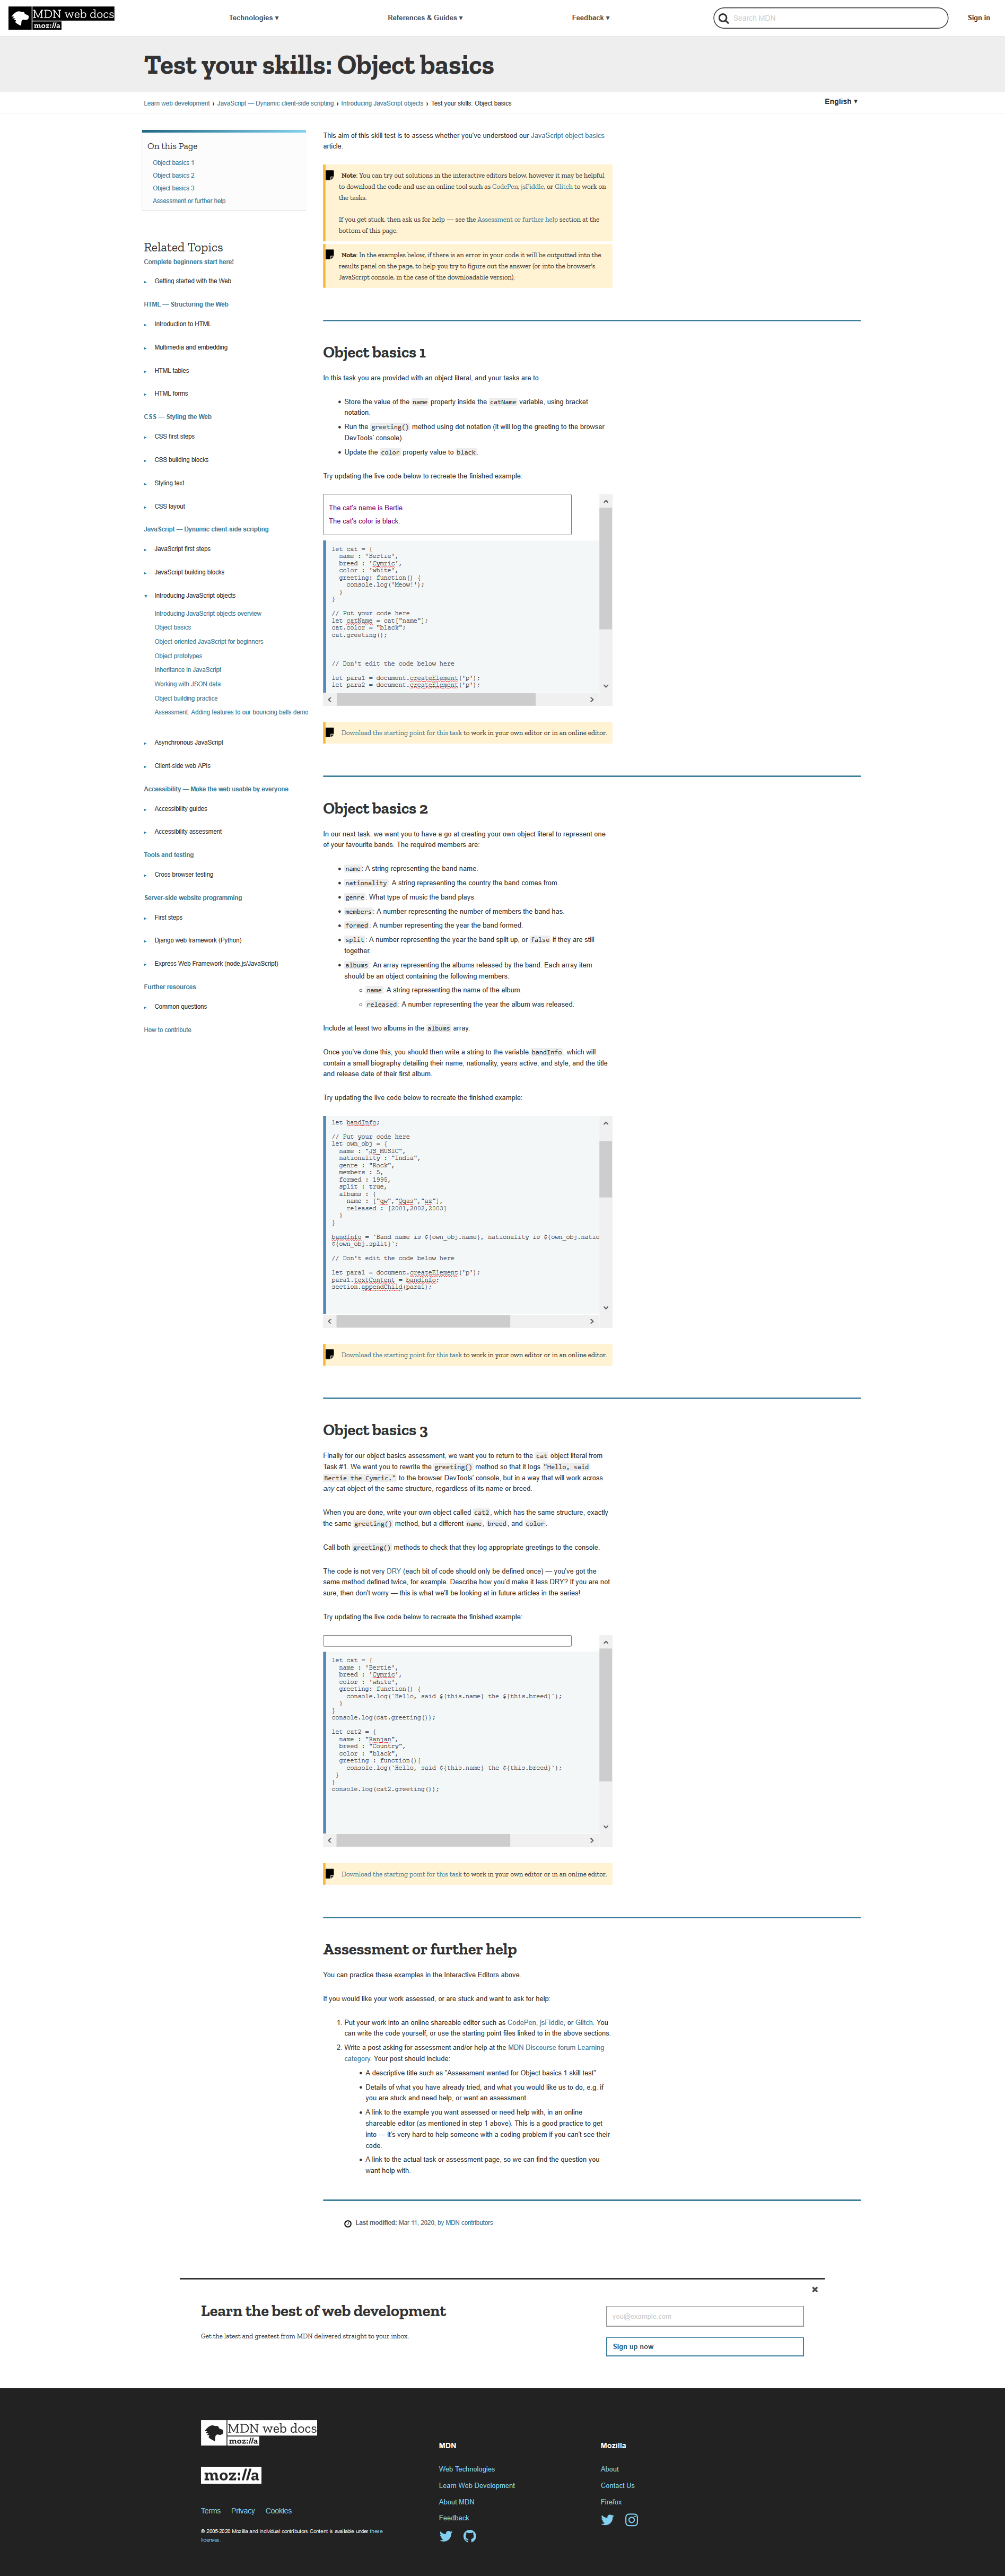 MDN web docs
moz://a
Technologies ▾
References & Guides ▾
Feedback ▾
Search MDN
Sign in
Test your skills: Object basics
Learn web development › JavaScript — Dynamic client-side scripting › Introducing JavaScript objects › Test your skills: Object basics
English ▾
On this Page
Object basics 1
Object basics 2
Object basics 3
Assessment or further help
Related Topics
Complete beginners start here!
Getting started with the Web
HTML — Structuring the Web
Introduction to HTML
Multimedia and embedding
HTML tables
HTML forms
CSS — Styling the Web
CSS first steps
CSS building blocks
Styling text
CSS layout
JavaScript — Dynamic client-side scripting
JavaScript first steps
JavaScript building blocks
Introducing JavaScript objects
Introducing JavaScript objects overview
Object basics
Object-oriented JavaScript for beginners
Object prototypes
Inheritance in JavaScript
Working with JSON data
Object building practice
Assessment: Adding features to our bouncing balls demo
Asynchronous JavaScript
Client-side web APIs
Accessibility — Make the web usable by everyone
Accessibility guides
Accessibility assessment
Tools and testing
Cross browser testing
Server-side website programming
First steps
Django web framework (Python)
Express Web Framework (node.js/JavaScript)
Further resources
Common questions
How to contribute
This aim of this skill test is to assess whether you've understood our JavaScript object basics
article.
Note: You can try out solutions in the interactive editors below, however it may be helpful
to download the code and use an online tool such as CodePen, jsFiddle, or Glitch to work on
the tasks.
If you get stuck, then ask us for help — see the Assessment or further help section at the
bottom of this page.
Note: In the examples below, if there is an error in your code it will be outputted into the
results panel on the page, to help you try to figure out the answer (or into the browser's
JavaScript console, in the case of the downloadable version).
Object basics 1
In this task you are provided with an object literal, and your tasks are to
• Store the value of the name property inside the catName variable, using bracket
notation.
• Run the greeting() method using dot notation (it will log the greeting to the browser
DevTools' console).
• Update the color property value to black.
Try updating the live code below to recreate the finished example:
The cat's name is Bertie.
The cat's color is black.
let cat = {
name : 'Bertie',
breed : 'Cymric',
color : 'white',
greeting: function() {
console.log('Meow!');
}
}
// Put your code here
let catName = cat["name"];
cat.color = "black";
cat.greeting();
// Don't edit the code below here
let para1 = document.createElement('p');
let para2 = document.createElement('p');
Download the starting point for this task to work in your own editor or in an online editor.
Object basics 2
In our next task, we want you to have a go at creating your own object literal to represent one
of your favourite bands. The required members are:
• name: A string representing the band name.
• nationality: A string representing the country the band comes from.
• genre: What type of music the band plays.
• members: A number representing the number of members the band has.
• formed: A number representing the year the band formed.
• split: A number representing the year the band split up, or false if they are still
together.
• albums: An array representing the albums released by the band. Each array item
should be an object containing the following members:
○ name: A string representing the name of the album.
○ released: A number representing the year the album was released.
Include at least two albums in the albums array.
Once you've done this, you should then write a string to the variable bandInfo, which will
contain a small biography detailing their name, nationality, years active, and style, and the title
and release date of their first album.
Try updating the live code below to recreate the finished example:
let bandInfo;
// Put your code here
let own_obj = {
name : "JS_MUSIC",
nationality : "India",
genre : "Rock",
members : 5,
formed : 1995,
split : true,
albums : {
name : ["qw","Qqas","az"],
released : [2001,2002,2003]
}
}
bandInfo = `Band name is ${own_obj.name}, nationality is ${own_obj.natio
${own_obj.split}`;
// Don't edit the code below here
let para1 = document.createElement('p');
para1.textContent = bandInfo;
section.appendChild(para1);
Download the starting point for this task to work in your own editor or in an online editor.
Object basics 3
Finally for our object basics assessment, we want you to return to the cat object literal from
Task #1. We want you to rewrite the greeting() method so that it logs "Hello, said
Bertie the Cymric." to the browser DevTools' console, but in a way that will work across
any cat object of the same structure, regardless of its name or breed.
When you are done, write your own object called cat2, which has the same structure, exactly
the same greeting() method, but a different name, breed, and color.
Call both greeting() methods to check that they log appropriate greetings to the console.
The code is not very DRY (each bit of code should only be defined once) — you've got the
same method defined twice, for example. Describe how you'd make it less DRY? If you are not
sure, then don't worry — this is what we'll be looking at in future articles in the series!
Try updating the live code below to recreate the finished example:
let cat = {
name : 'Bertie',
breed : 'Cymric',
color : 'white',
greeting: function() {
console.log(`Hello, said ${this.name} the ${this.breed}`);
}
}
console.log(cat.greeting());
let cat2 = {
name : "Ranjan",
breed : "Country",
color : "black",
greeting : function(){
console.log(`Hello, said ${this.name} the ${this.breed}`);
}
}
console.log(cat2.greeting());
Download the starting point for this task to work in your own editor or in an online editor.
Assessment or further help
You can practice these examples in the Interactive Editors above.
If you would like your work assessed, or are stuck and want to ask for help:
1. Put your work into an online shareable editor such as CodePen, jsFiddle, or Glitch. You
can write the code yourself, or use the starting point files linked to in the above sections.
2. Write a post asking for assessment and/or help at the MDN Discourse forum Learning
category. Your post should include:
• A descriptive title such as "Assessment wanted for Object basics 1 skill test".
• Details of what you have already tried, and what you would like us to do, e.g. if
you are stuck and need help, or want an assessment.
• A link to the example you want assessed or need help with, in an online
shareable editor (as mentioned in step 1 above). This is a good practice to get
into — it's very hard to help someone with a coding problem if you can't see their
code.
• A link to the actual task or assessment page, so we can find the question you
want help with.
Last modified: Mar 11, 2020, by MDN contributors
Learn the best of web development
Get the latest and greatest from MDN delivered straight to your inbox.
you@example.com
Sign up now
MDN web docs
moz://a
moz://a
Terms Privacy Cookies
© 2005-2020 Mozilla and individual contributors. Content is available under these
licenses.
MDN
Web Technologies
Learn Web Development
About MDN
Feedback
Mozilla
About
Contact Us
Firefox